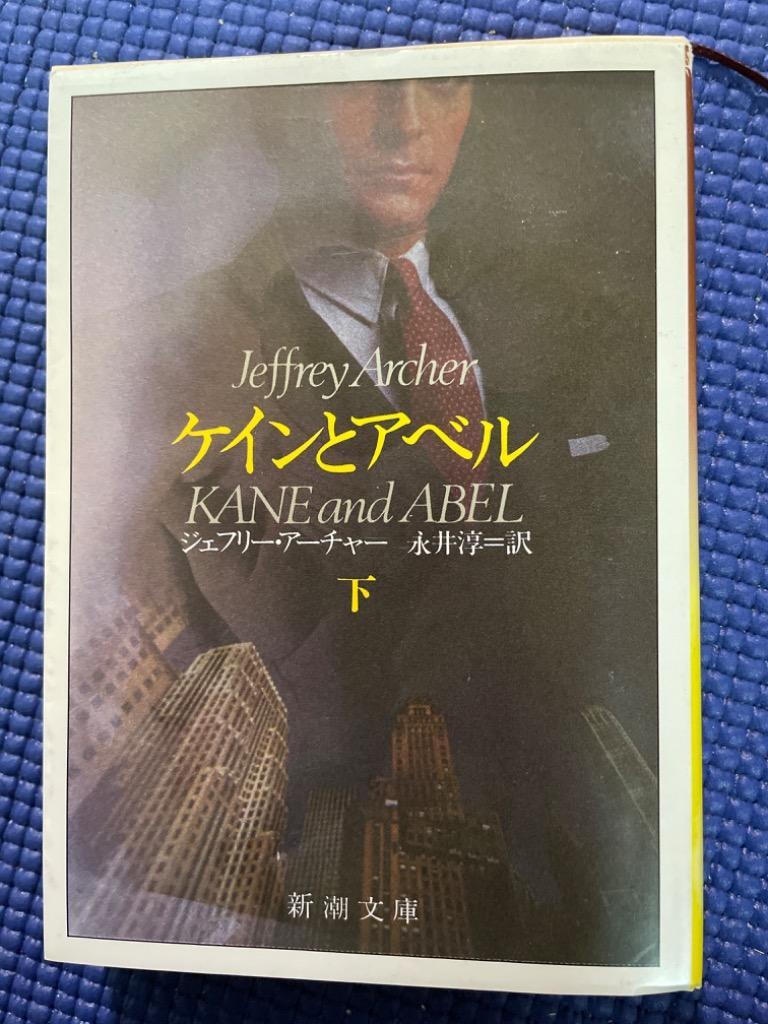 Jeffrey Archer
ケインとアベル
KANE and ABEL
ジェフリー・アーチャー 永井淳=訳
下
新潮文庫